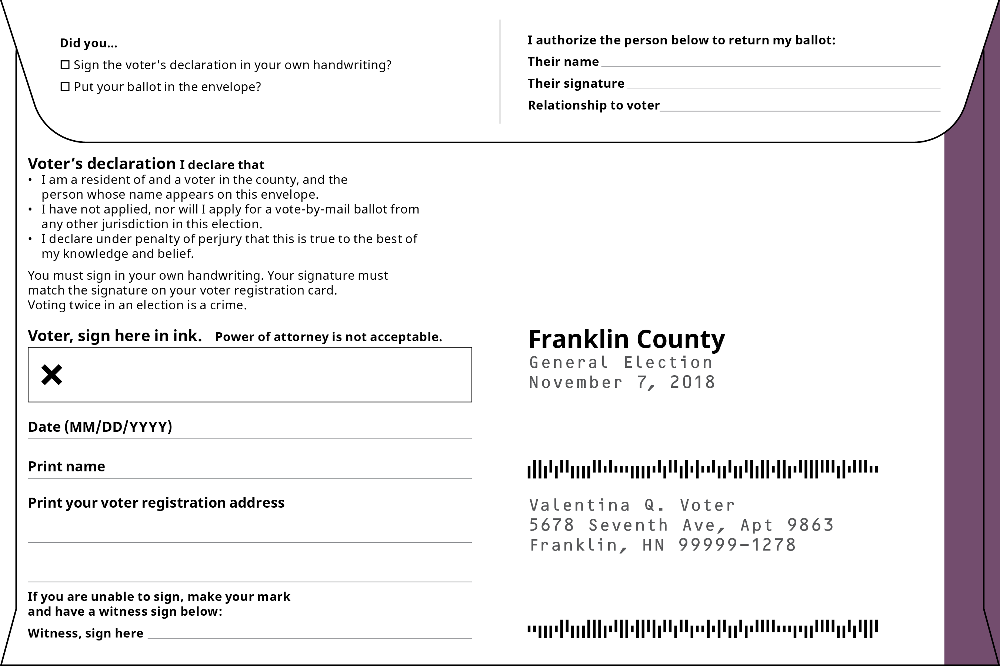 Did you...
☐ Sign the voter's declaration in your own handwriting?
☐ Put your ballot in the envelope?
I authorize the person below to return my ballot:
Their name
Their signature
Relationship to voter
Voter’s declaration I declare that
• I am a resident of and a voter in the county, and the
person whose name appears on this envelope.
• I have not applied, nor will I apply for a vote-by-mail ballot from
any other jurisdiction in this election.
• I declare under penalty of perjury that this is true to the best of
my knowledge and belief.
You must sign in your own handwriting. Your signature must
match the signature on your voter registration card.
Voting twice in an election is a crime.
Voter, sign here in ink. Power of attorney is not acceptable.
✕
Date (MM/DD/YYYY)
Print name
Print your voter registration address
If you are unable to sign, make your mark
and have a witness sign below:
Witness, sign here
Franklin County
General Election
November 7, 2018
Valentina Q. Voter
5678 Seventh Ave, Apt 9863
Franklin, HN 99999-1278